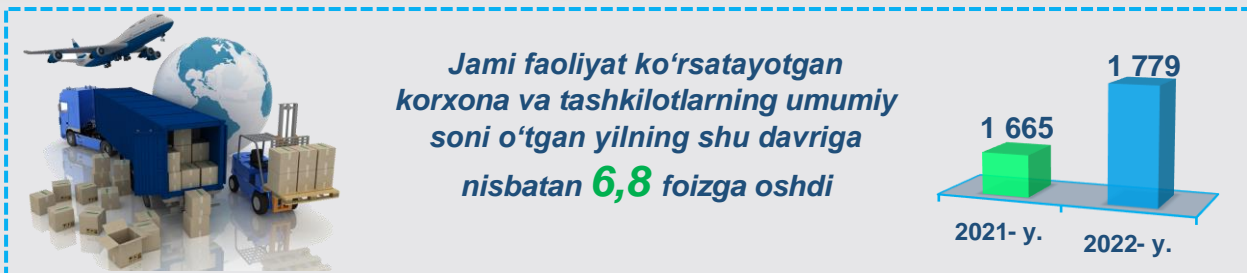 Jami faoliyat ko‘rsatayotgan
korxona va tashkilotlarning umumiy
soni o‘tgan yilning shu davriga
nisbatan 6,8 foizga oshdi
1 779
1 665
2021- y.
2022- y.